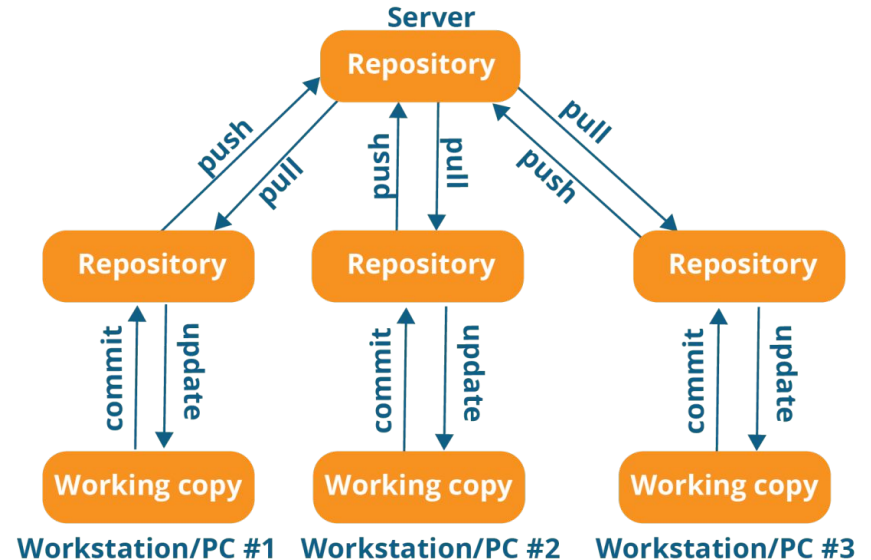 Server
Repository
push
pull
push
pull
push
pull
Repository
Repository
Repository
commit
update
commit
update
commit
update
Working copy
Working copy
Working copy
Workstation/PC #1
Workstation/PC #2
Workstation/PC #3